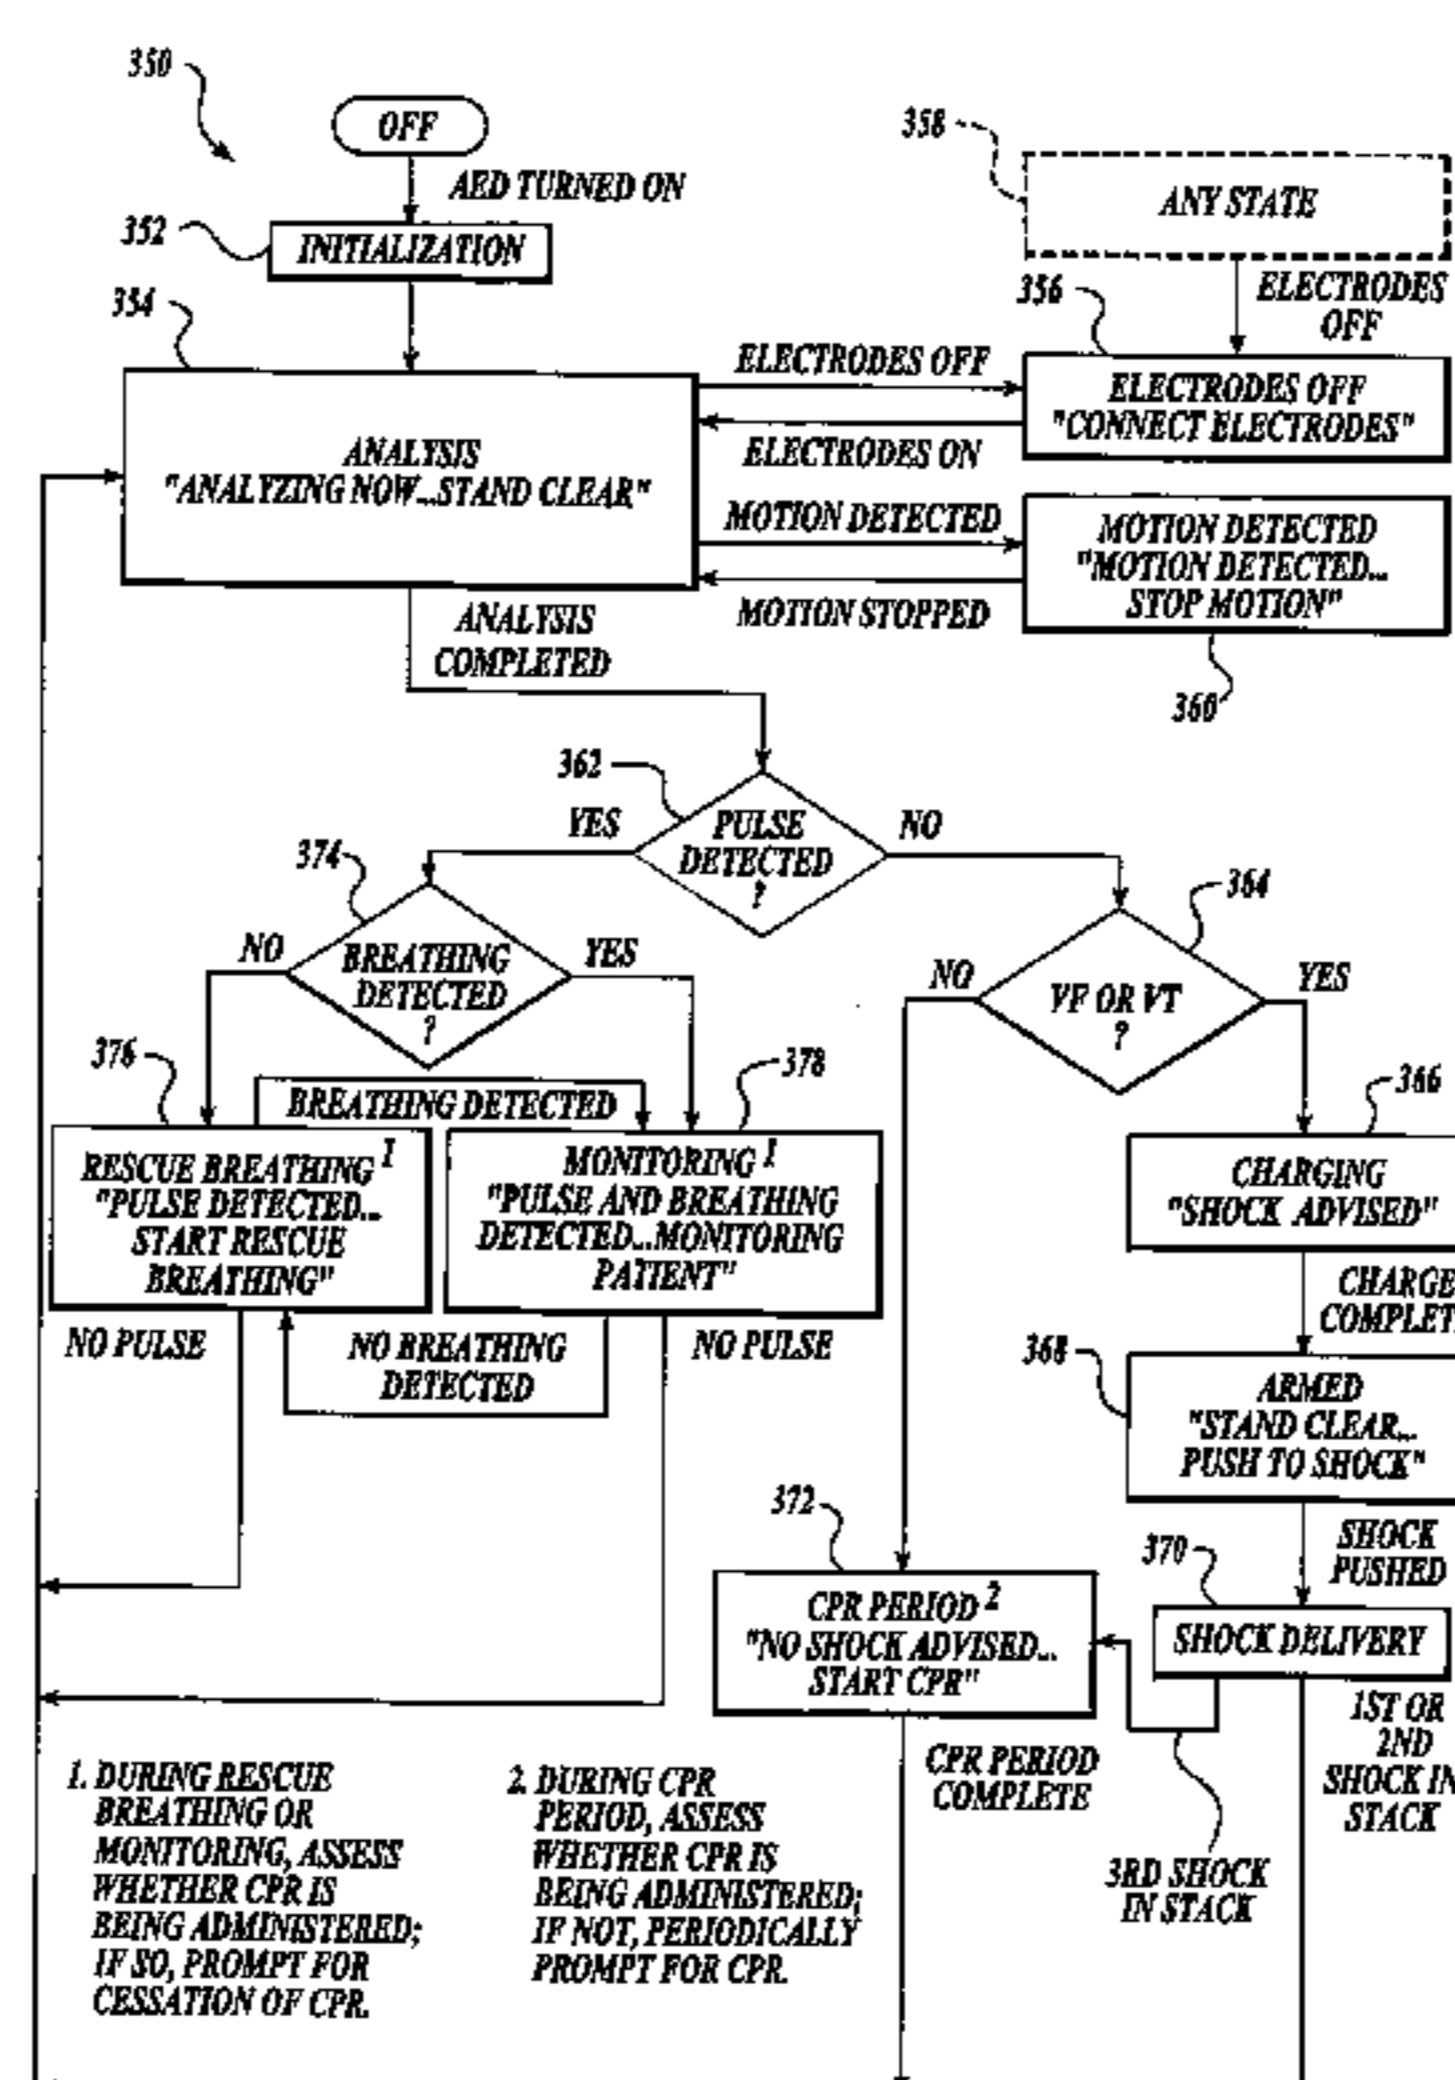 350
OFF
AED TURNED ON
352
INITIALIZATION
354
358
ANY STATE
356
ELECTRODES
OFF
ELECTRODES OFF
ELECTRODES OFF
"CONNECT ELECTRODES"
ELECTRODES ON
ANALYSIS
"ANALYZING NOW...STAND CLEAR"
MOTION DETECTED
MOTION DETECTED
"MOTION DETECTED...
STOP MOTION"
MOTION STOPPED
360
ANALYSIS
COMPLETED
362
PULSE
DETECTED
?
YES
NO
374
BREATHING
DETECTED
?
NO
YES
364
VF OR VT
?
NO
YES
376
BREATHING DETECTED
378
366
RESCUE BREATHING 1
"PULSE DETECTED...
START RESCUE
BREATHING"
MONITORING 1
"PULSE AND BREATHING
DETECTED...MONITORING
PATIENT"
CHARGING
"SHOCK ADVISED"
CHARGE
COMPLET
NO PULSE
NO BREATHING
DETECTED
NO PULSE
368
ARMED
"STAND CLEAR...
PUSH TO SHOCK"
SHOCK
PUSHED
372
370
CPR PERIOD 2
"NO SHOCK ADVISED...
START CPR"
SHOCK DELIVERY
1ST OR
2ND
SHOCK IN
STACK
CPR PERIOD
COMPLETE
3RD SHOCK
IN STACK
1. DURING RESCUE
BREATHING OR
MONITORING, ASSESS
WHETHER CPR IS
BEING ADMINISTERED;
IF SO, PROMPT FOR
CESSATION OF CPR.
2. DURING CPR
PERIOD, ASSESS
WHETHER CPR IS
BEING ADMINISTERED;
IF NOT, PERIODICALLY
PROMPT FOR CPR.